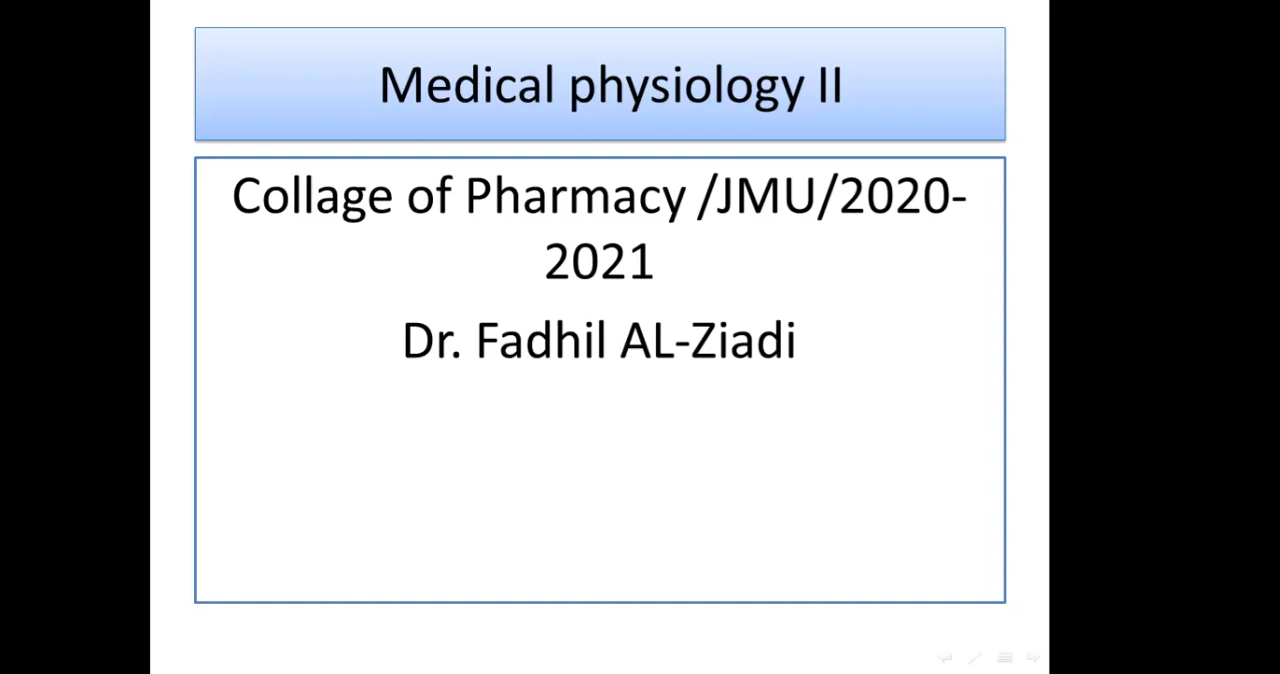 Medical physiology II
Collage of Pharmacy /JMU/2020-
2021
Dr. Fadhil AL-Ziadi